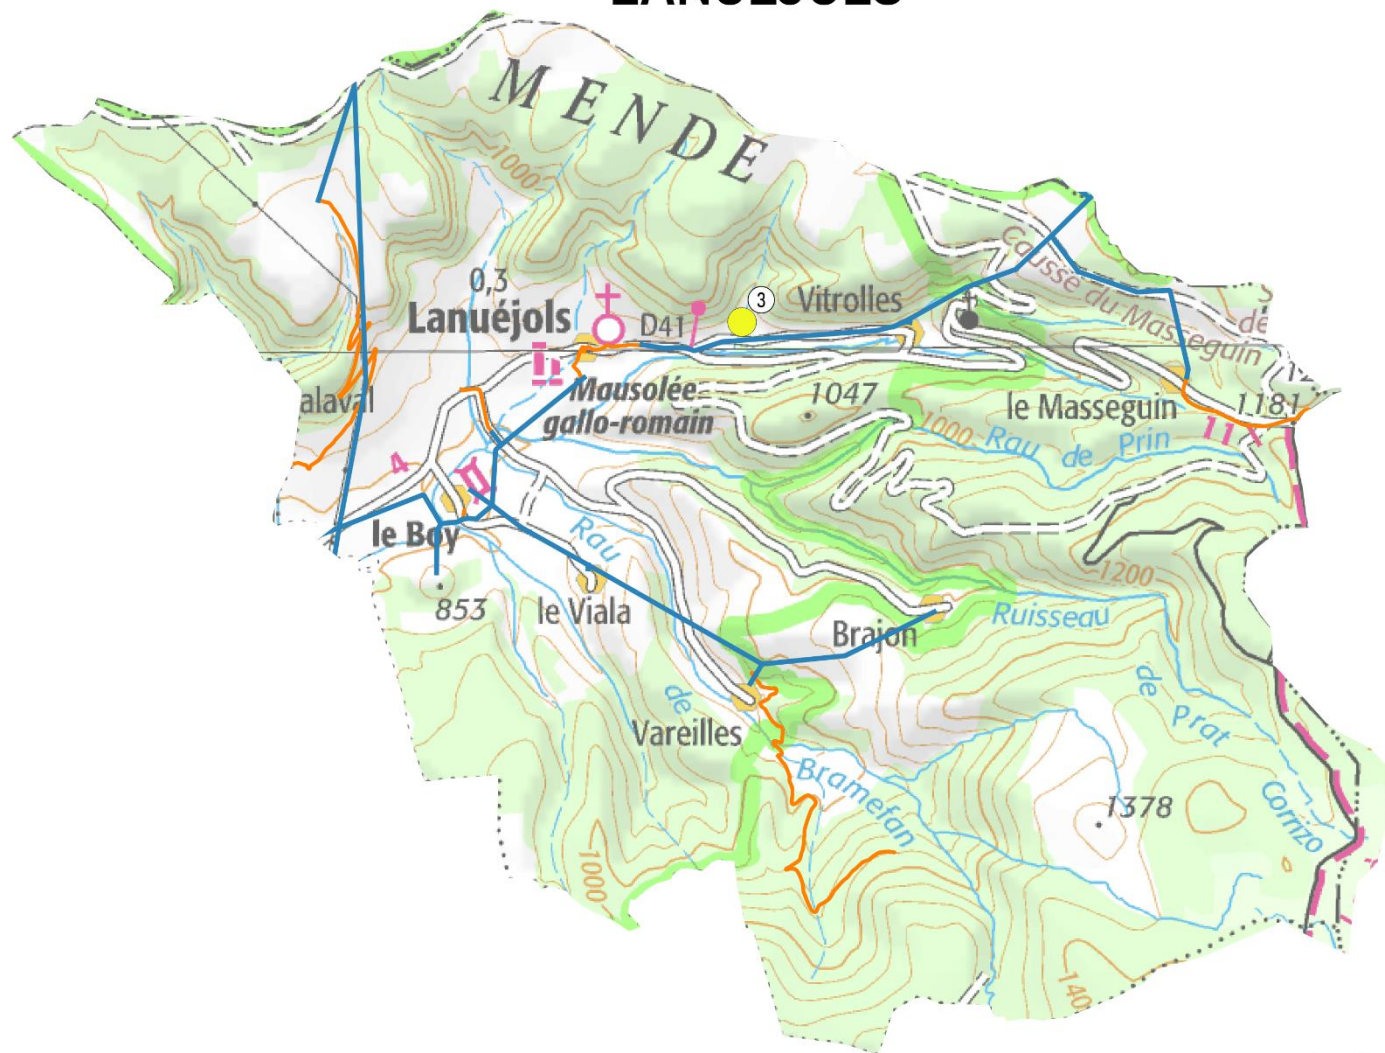 MENDE
1000
0,3
Lanuéjols
D41
3
Vitrolles
Causse du Masseguin
de
Mausolée
gallo-romain
1047
alaval
le Masseguin
1181
11
1000
Rau de Prin
4
le Boy
Rau
853
le Viala
1200
Brajon
Ruisseau
de
Prat
Corrizo
de
Vareilles
Bramefan
1378
1000
140